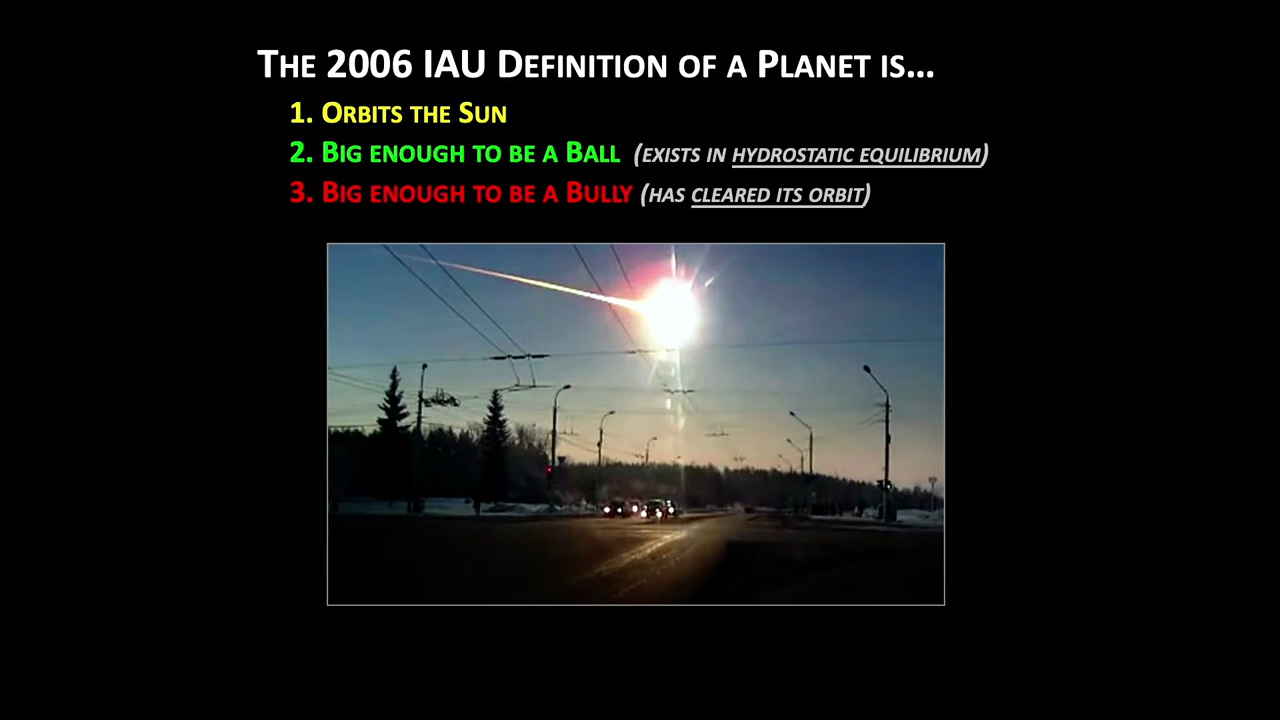 The 2006 IAU Definition of a Planet is...
1. Orbits the Sun
2. Big enough to be a Ball (exists in hydrostatic equilibrium)
3. Big enough to be a Bully (has cleared its orbit)